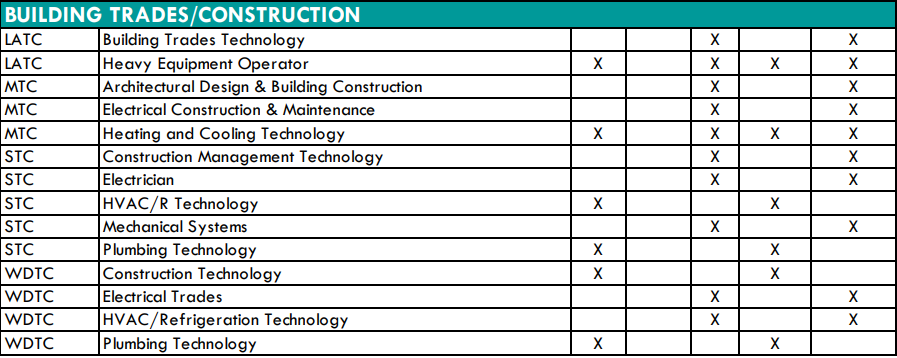 BUILDING TRADES/CONSTRUCTION
LATC Building Trades Technology X X
LATC Heavy Equipment Operator X X X X
MTC Architectural Design & Building Construction X X
MTC Electrical Construction & Maintenance X X
MTC Heating and Cooling Technology X X X X
STC Construction Management Technology X X
STC Electrician X X
STC HVAC/R Technology X X
STC Mechanical Systems X X
STC Plumbing Technology X X
WDTC Construction Technology X X
WDTC Electrical Trades X X
WDTC HVAC/Refrigeration Technology X X
WDTC Plumbing Technology X X